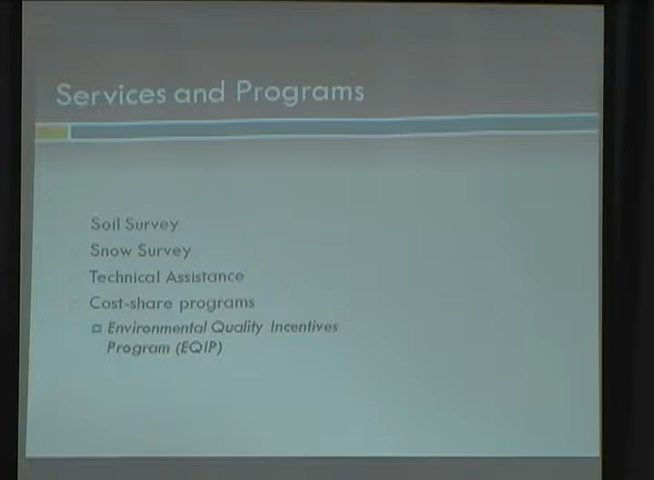 Services and Programs
Soil Survey
Snow Survey
Technical Assistance
Cost-share programs
Environmental Quality Incentives
Program (EQIP)